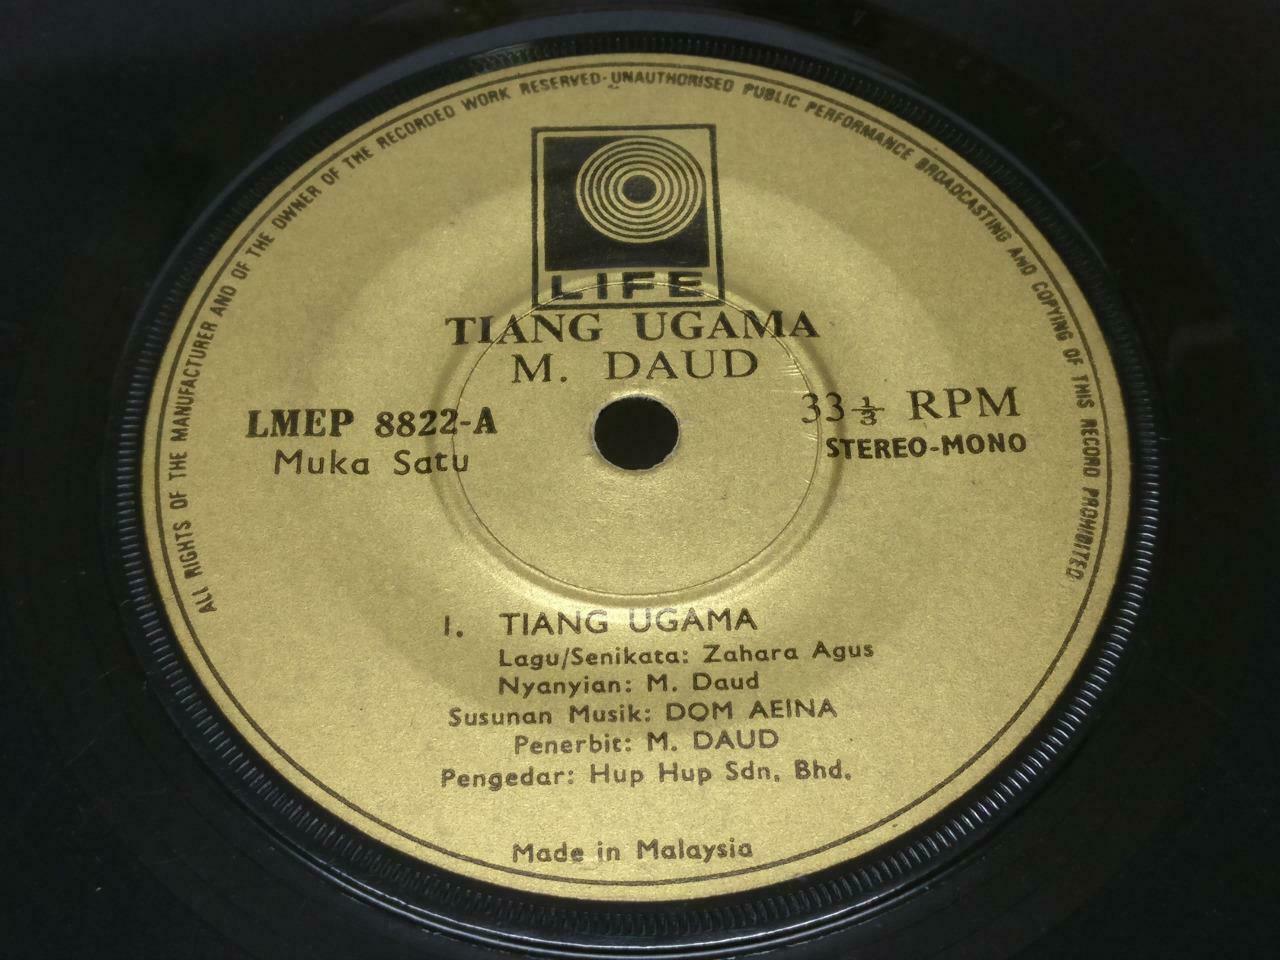 ALL RIGHTS OF THE MANUFACTURER AND OF THE OWNER OF THE RECORDED WORK RESERVED-UNAUTHORISED PUBLIC PERFORMANCE BROADCASTING AND COPYING OF THIS RECORD PROHIBITED
LIFE
TIANG UGAMA
M. DAUD
LMEP 8822-A
Muka Satu
33⅓ RPM
STEREO-MONO
1. TIANG UGAMA
Lagu/Senikata: Zahara Agus
Nyanyian: M. Daud
Susunan Musik: DOM AEINA
Penerbit: M. DAUD
Pengedar: Hup Hup Sdn. Bhd.
Made in Malaysia